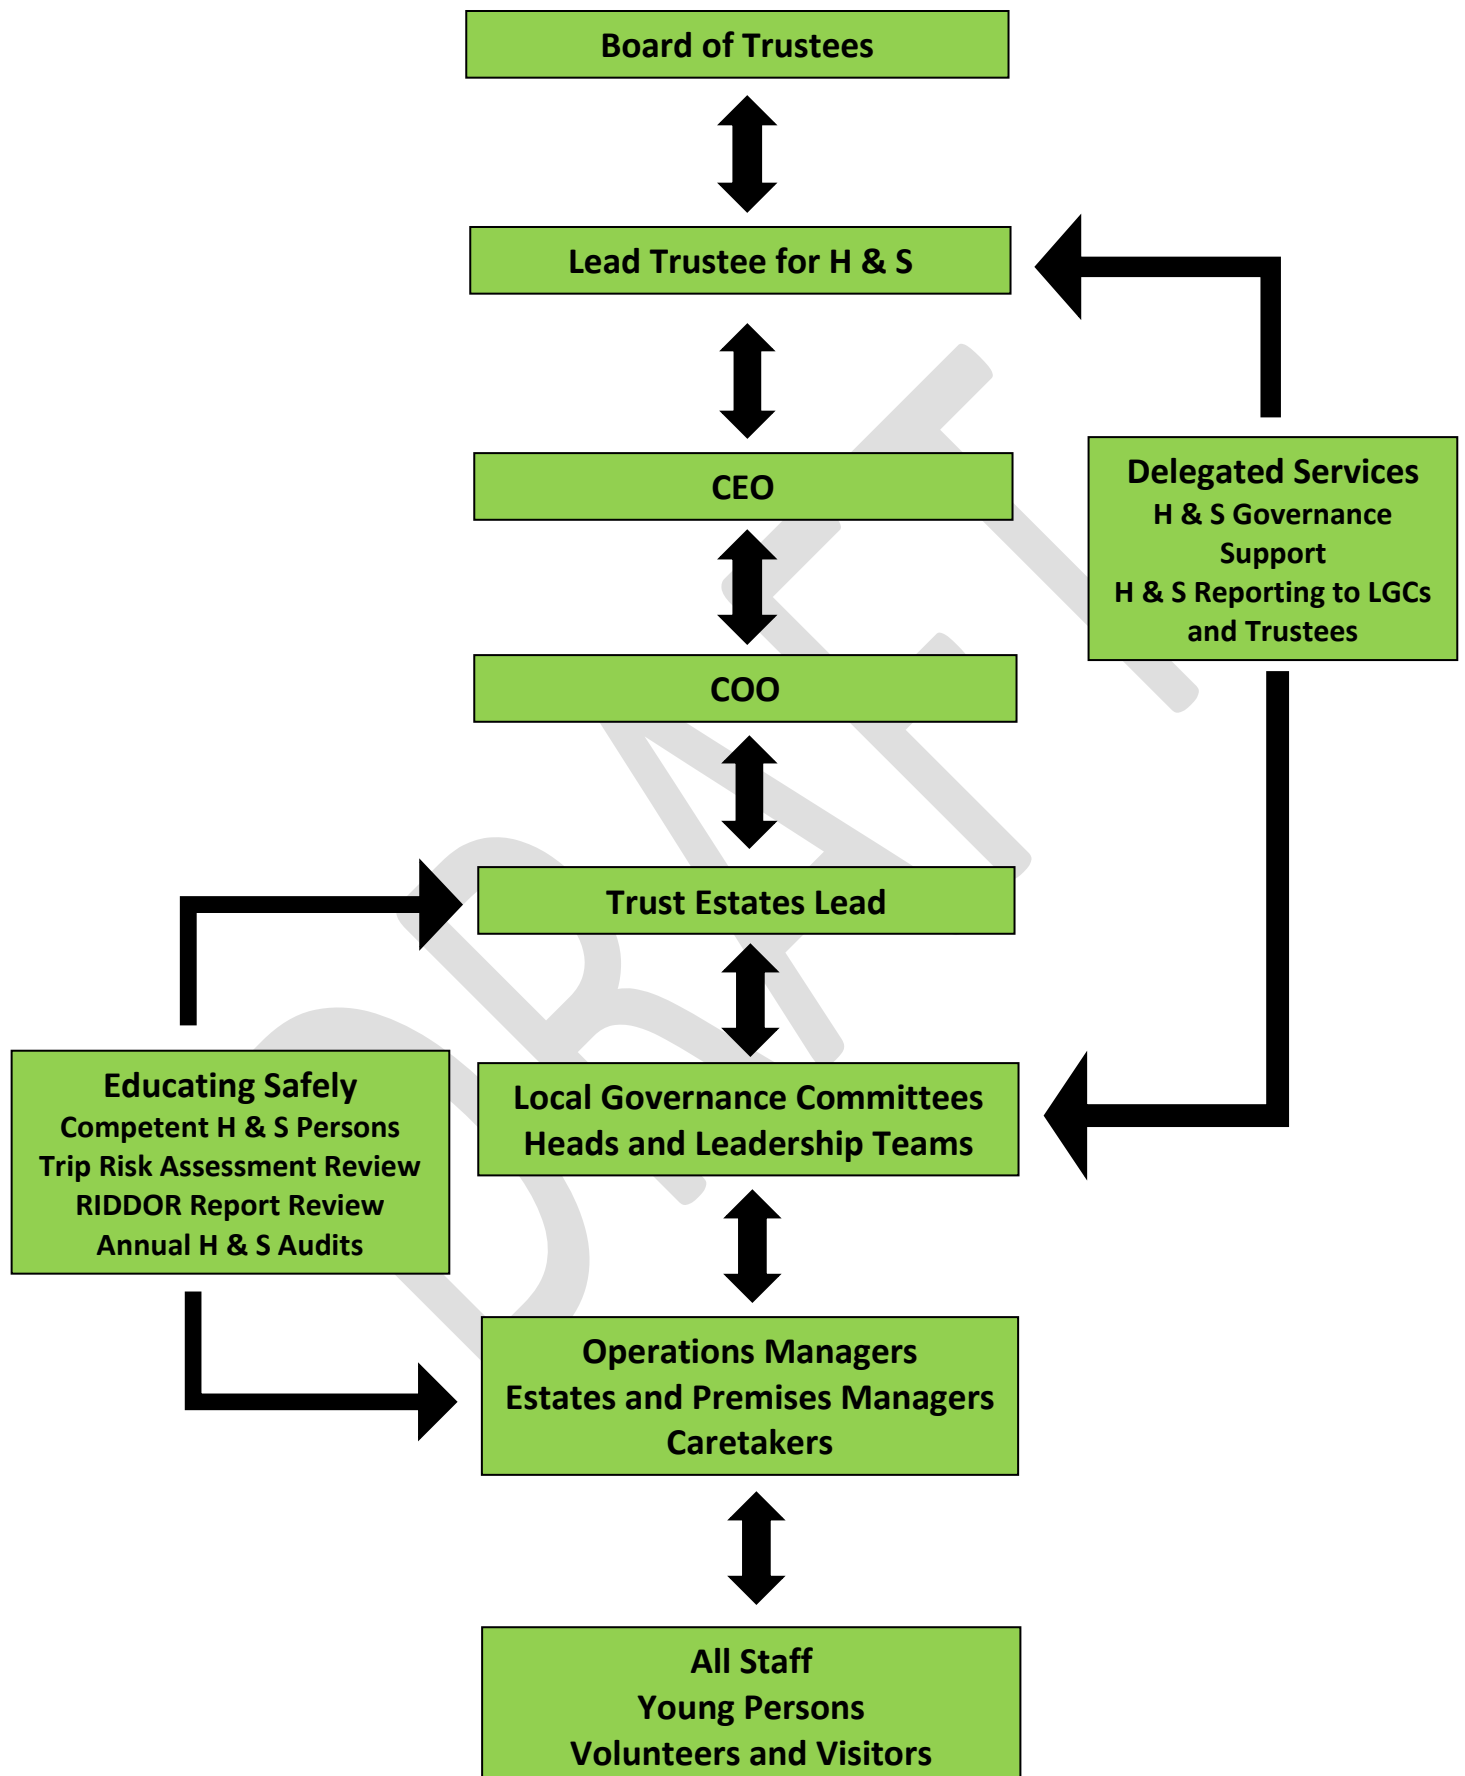 Board of Trustees
Lead Trustee for H & S
CEO
Delegated Services
H & S Governance
Support
H & S Reporting to LGCs
and Trustees
COO
Trust Estates Lead
Educating Safely
Competent H & S Persons
Trip Risk Assessment Review
RIDDOR Report Review
Annual H & S Audits
Local Governance Committees
Heads and Leadership Teams
Operations Managers
Estates and Premises Managers
Caretakers
All Staff
Young Persons
Volunteers and Visitors
DRAFT